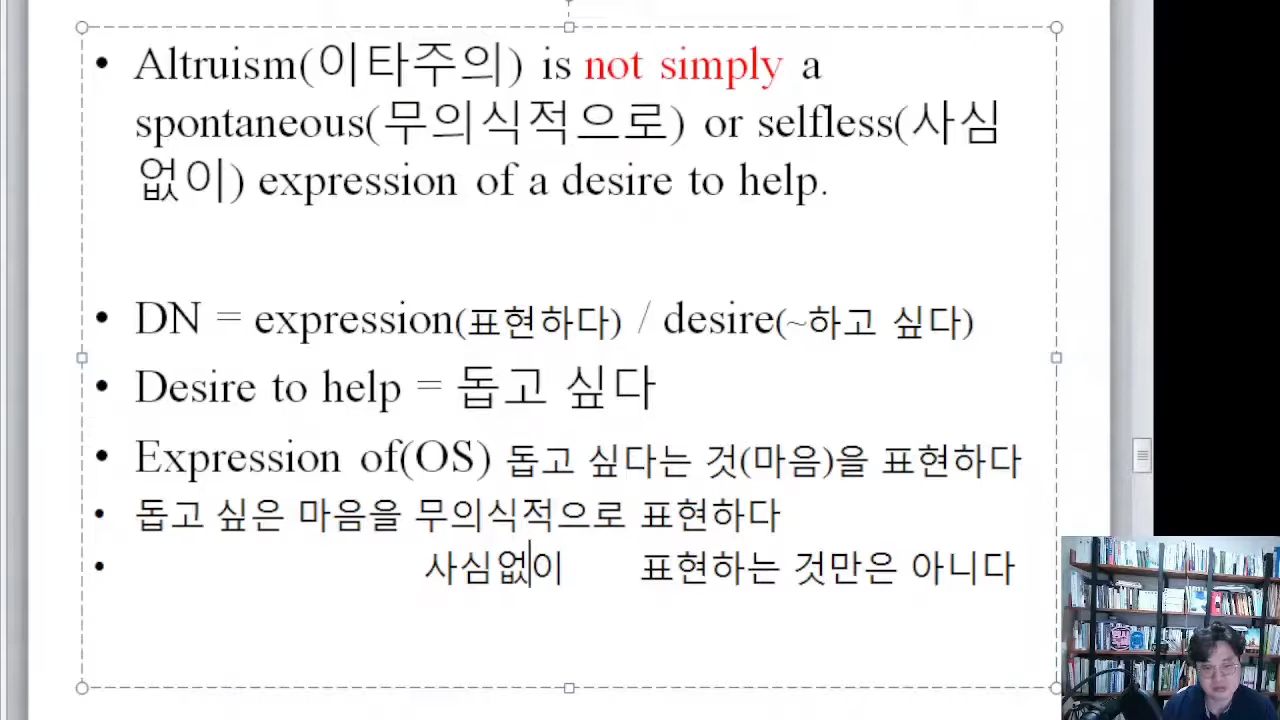 • Altruism(이타주의) is not simply a
spontaneous(무의식적으로) or selfless(사심
없이) expression of a desire to help.
• DN = expression(표현하다) / desire(~하고 싶다)
• Desire to help = 돕고 싶다
• Expression of(OS) 돕고 싶다는 것(마음)을 표현하다
• 돕고 싶은 마음을 무의식적으로 표현하다
• 사심없이 표현하는 것만은 아니다